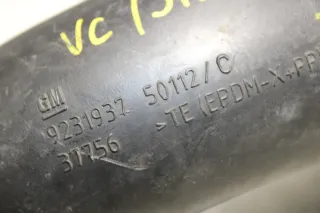 VC
GM
9231937 50112/C
31756 >TE(EPDM-X+PP)